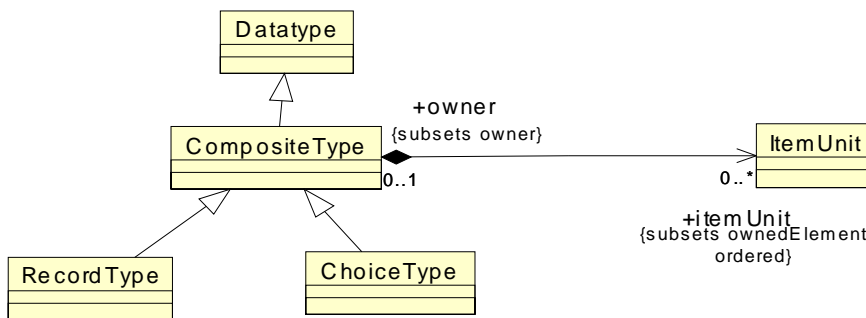 Datatype
+owner
{subsets owner}
CompositeType
ItemUnit
0..1
0..*
+itemUnit
{subsets ownedElement
ordered}
RecordType
ChoiceType